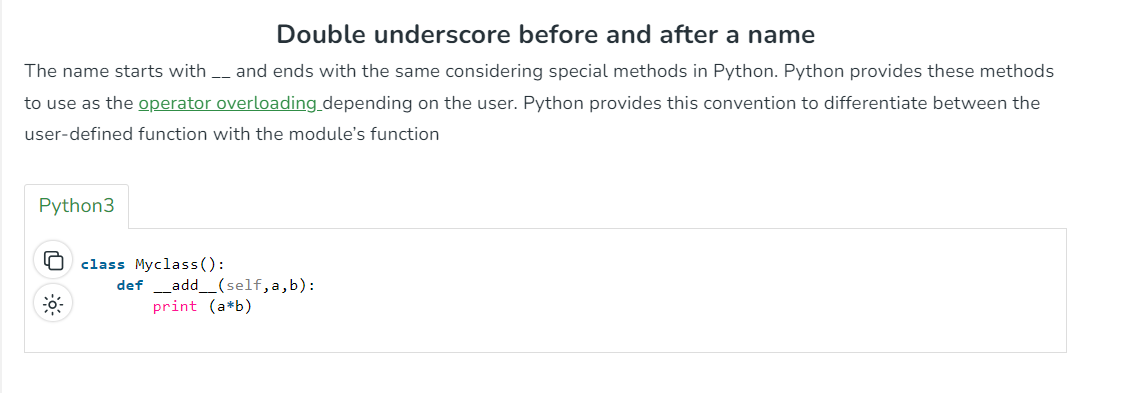 Double underscore before and after a name
The name starts with __ and ends with the same considering special methods in Python. Python provides these methods
to use as the operator overloading depending on the user. Python provides this convention to differentiate between the
user-defined function with the module’s function
Python3
class Myclass():
    def __add__(self,a,b):
        print (a*b)